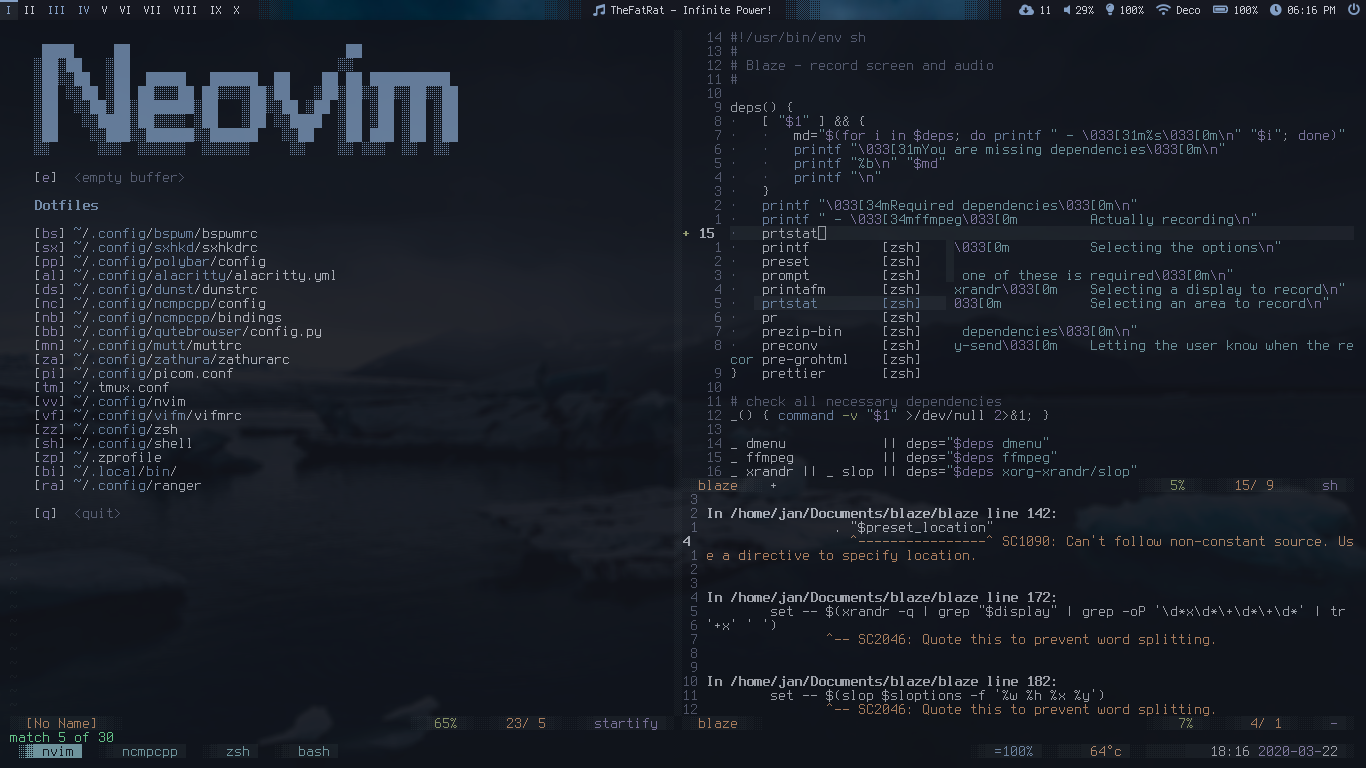 I II III IV V VI VII VIII IX X
TheFatRat – Infinite Power!
11 29% 100% Deco 100% 06:16 PM
Neovim
[e] <empty buffer>
Dotfiles
[bs] ~/.config/bspwm/bspwmrc
[sx] ~/.config/sxhkd/sxhkdrc
[pp] ~/.config/polybar/config
[al] ~/.config/alacritty/alacritty.yml
[ds] ~/.config/dunst/dunstrc
[nc] ~/.config/ncmpcpp/config
[nb] ~/.config/ncmpcpp/bindings
[bb] ~/.config/qutebrowser/config.py
[mn] ~/.config/mutt/muttrc
[za] ~/.config/zathura/zathurarc
[pi] ~/.config/picom.conf
[tm] ~/.tmux.conf
[vv] ~/.config/nvim
[vf] ~/.config/vifm/vifmrc
[zz] ~/.config/zsh
[sh] ~/.config/shell
[zp] ~/.zprofile
[bi] ~/.local/bin/
[ra] ~/.config/ranger
[q] <quit>
[No Name] 65% 23/ 5 startify
match 5 of 30
14 #!/usr/bin/env sh
13 #
12 # Blaze – record screen and audio
11 #
10
9 deps() {
8 · [ "$1" ] && {
7 · · md="$(for i in $deps; do printf " – \033[31m%s\033[0m\n" "$i"; done)"
6 · · printf "\033[31mYou are missing dependencies\033[0m\n"
5 · · printf "%b\n" "$md"
4 · · printf "\n"
3 · }
2 · printf "\033[34mRequired dependencies\033[0m\n"
1 · printf " – \033[34mffmpeg\033[0m Actually recording\n"
+ 15 · prtstat
1 · printf [zsh] \033[0m Selecting the options\n"
2 · preset [zsh]
3 · prompt [zsh] one of these is required\033[0m\n"
4 · printafm [zsh] xrandr\033[0m Selecting a display to record\n"
5 · prtstat [zsh] 033[0m Selecting an area to record\n"
6 · pr [zsh]
7 · prezip-bin [zsh] dependencies\033[0m\n"
8 · preconv [zsh] y-send\033[0m Letting the user know when the re
cor pre-grohtml [zsh]
9 } prettier [zsh]
10
11 # check all necessary dependencies
12 _() { command -v "$1" >/dev/null 2>&1; }
13
14 _ dmenu || deps="$deps dmenu"
15 _ ffmpeg || deps="$deps ffmpeg"
16 _ xrandr || _ slop || deps="$deps xorg-xrandr/slop"
blaze + 5% 15/ 9 sh
3
2 In /home/jan/Documents/blaze/blaze line 142:
1 . "$preset_location"
4 ^----------------^ SC1090: Can't follow non-constant source. Us
e a directive to specify location.
1
2
3
4 In /home/jan/Documents/blaze/blaze line 172:
5 set -- $(xrandr -q | grep "$display" | grep -oP '\d*x\d*\+\d*\+\d*' | tr
6 '+x' ' ')
7 ^-- SC2046: Quote this to prevent word splitting.
8
9
10 In /home/jan/Documents/blaze/blaze line 182:
11 set -- $(slop $sloptions -f '%w %h %x %y')
12 ^-- SC2046: Quote this to prevent word splitting.
blaze 7% 4/ 1 –
nvim ncmpcpp zsh bash
=100% 64°c 18:16 2020-03-22